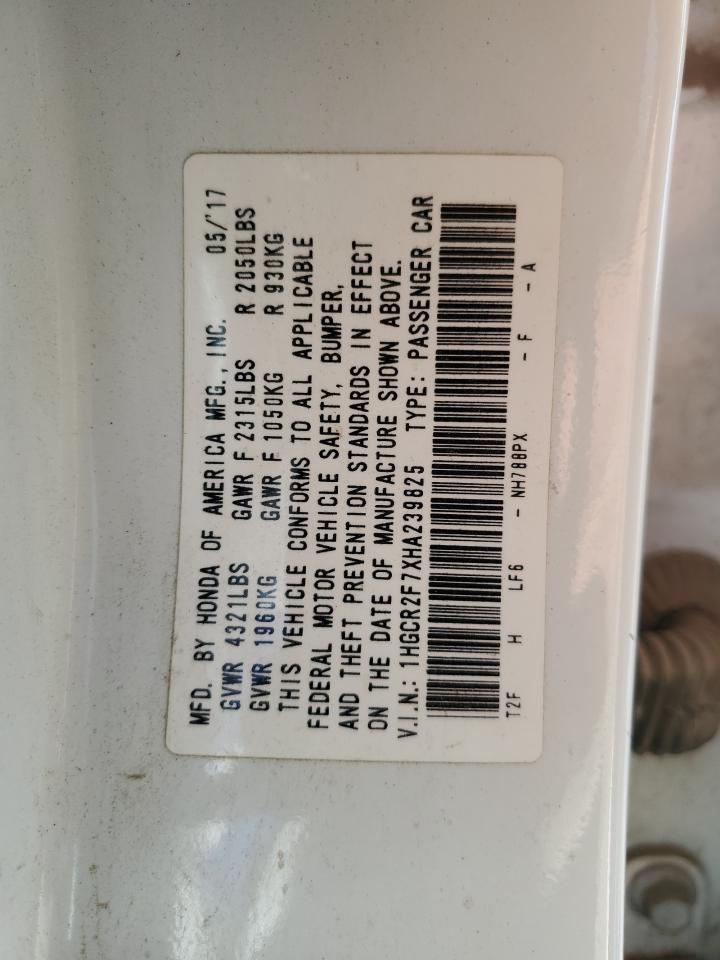 MFD. BY HONDA OF AMERICA MFG., INC. 05/'17
GVWR 4321LBS GAWR F 2315LBS R 2050LBS
GVWR 1960KG GAWR F 1050KG R 930KG
THIS VEHICLE CONFORMS TO ALL APPLICABLE
FEDERAL MOTOR VEHICLE SAFETY, BUMPER,
AND THEFT PREVENTION STANDARDS IN EFFECT
ON THE DATE OF MANUFACTURE SHOWN ABOVE.
V.I.N.: 1HGCR2F7XHA239825 TYPE: PASSENGER CAR
T2F H LF6 - NH788PX - F - A